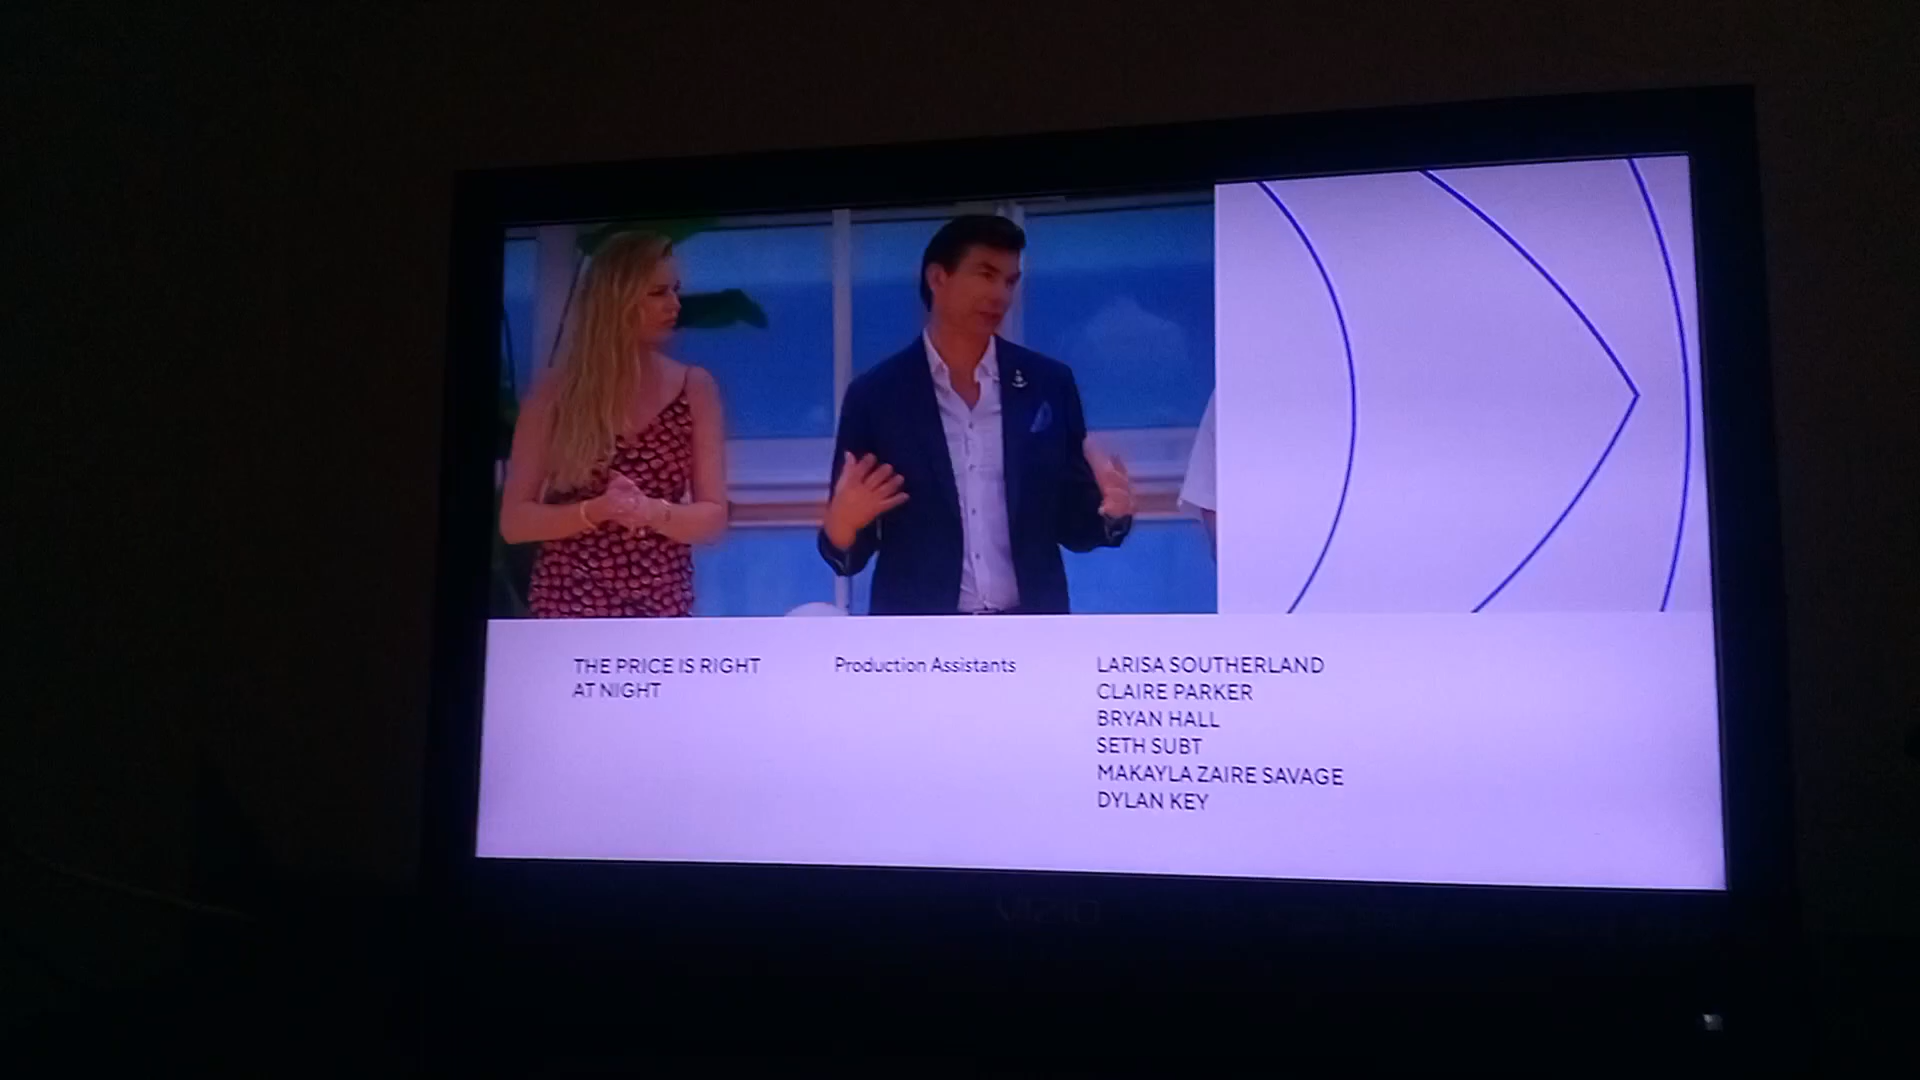 THE PRICE IS RIGHT
AT NIGHT
Production Assistants
LARISA SOUTHERLAND
CLAIRE PARKER
BRYAN HALL
SETH SUBT
MAKAYLA ZAIRE SAVAGE
DYLAN KEY
VIZIO